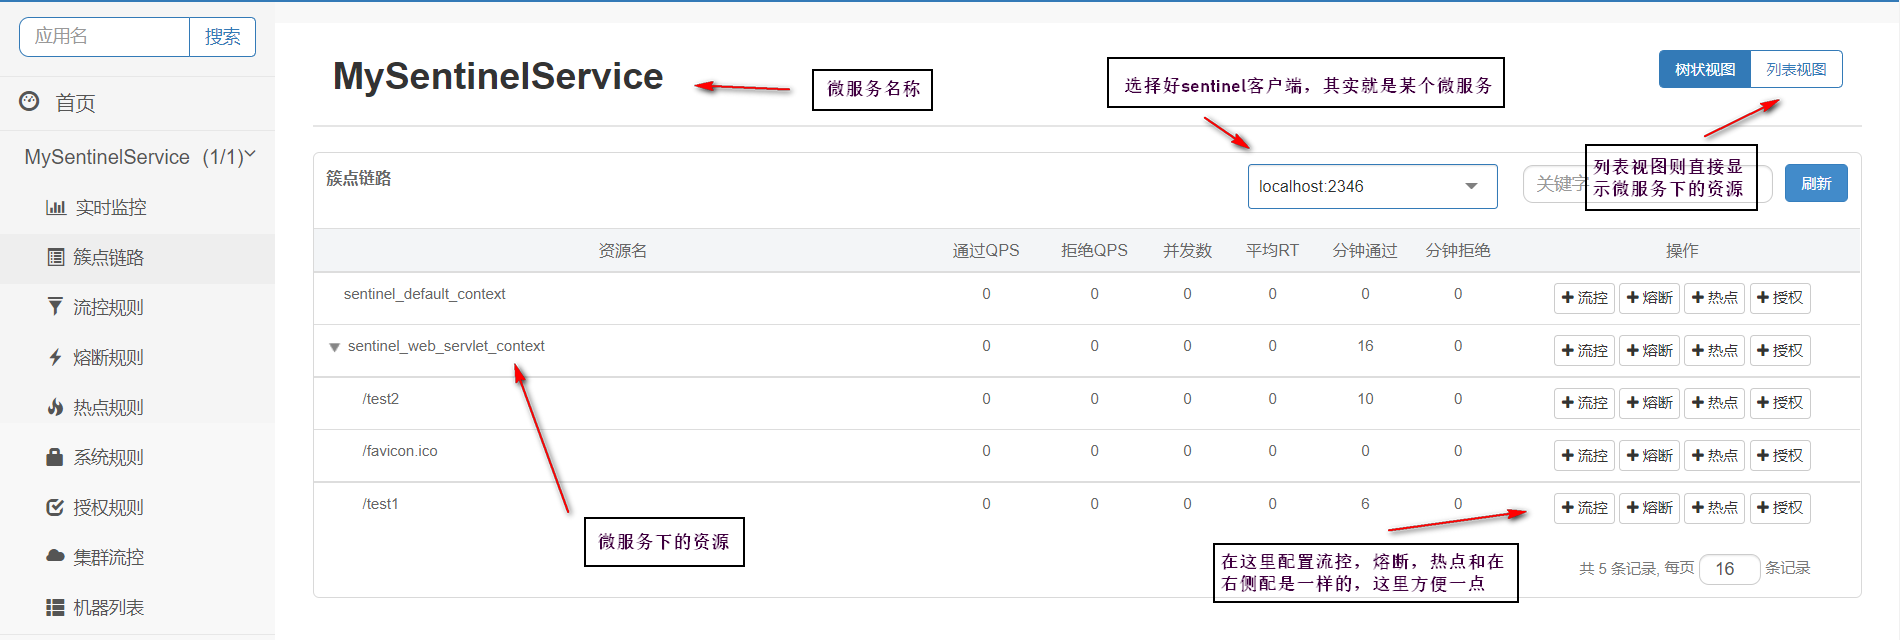 应用名 搜索
首页
MySentinelService (1/1)
实时监控
簇点链路
流控规则
熔断规则
热点规则
系统规则
授权规则
集群流控
机器列表
MySentinelService
微服务名称
选择好sentinel客户端，其实就是某个微服务
树状视图 列表视图
列表视图则直接显
示微服务下的资源
簇点链路
localhost:2346
关键字
刷新
资源名 通过QPS 拒绝QPS 并发数 平均RT 分钟通过 分钟拒绝 操作
sentinel_default_context 0 0 0 0 0 0 流控 熔断 热点 授权
sentinel_web_servlet_context 0 0 0 0 16 0 流控 熔断 热点 授权
/test2 0 0 0 0 10 0 流控 熔断 热点 授权
/favicon.ico 0 0 0 0 0 0 流控 熔断 热点 授权
/test1 0 0 0 0 6 0 流控 熔断 热点 授权
微服务下的资源
在这里配置流控，熔断，热点和在
右侧配是一样的，这里方便一点
共 5 条记录, 每页 16 条记录